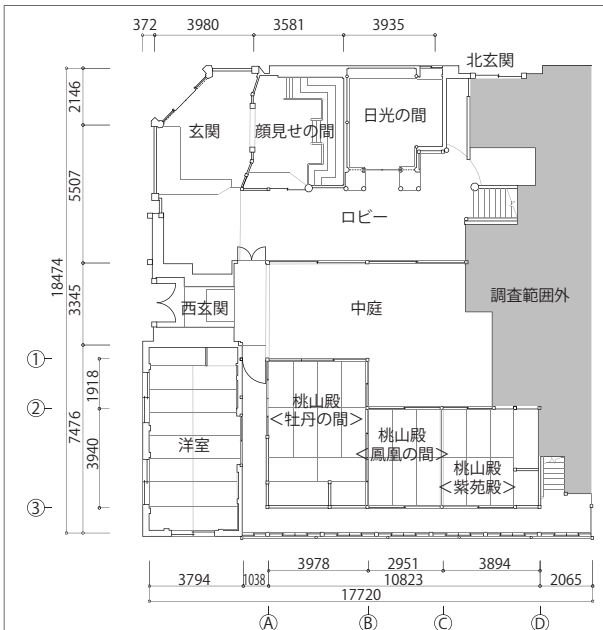 372
3980
3581
3935
北玄関
2146
5507
18474
3345
7476
1918
3940
玄関
顔見せの間
日光の間
ロビー
西玄関
中庭
調査範囲外
①
②
③
洋室
桃山殿
<牡丹の間>
桃山殿
<鳳凰の間>
桃山殿
<紫苑殿>
3978
2951
3894
3794
1038
10823
2065
17720
Ⓐ
Ⓑ
Ⓒ
Ⓓ